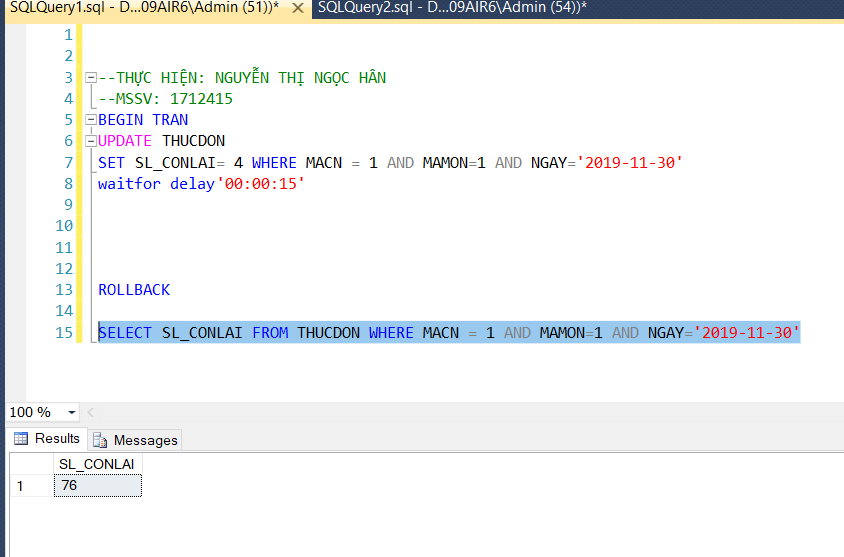 SQLQuery1.sql - D...09AIR6\Admin (51))* SQLQuery2.sql - D...09AIR6\Admin (54))*
1
2
3 --THỰC HIỆN: NGUYỄN THỊ NGỌC HÂN
4 --MSSV: 1712415
5 BEGIN TRAN
6 UPDATE THUCDON
7 SET SL_CONLAI= 4 WHERE MACN = 1 AND MAMON=1 AND NGAY='2019-11-30'
8 waitfor delay'00:00:15'
9
10
11
12
13 ROLLBACK
14
15 SELECT SL_CONLAI FROM THUCDON WHERE MACN = 1 AND MAMON=1 AND NGAY='2019-11-30'
100 %
Results Messages
SL_CONLAI
1 76